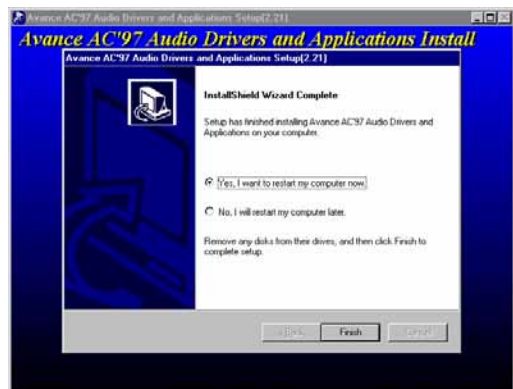 Avance AC'97 Audio Drivers and Applications Setup[2.21]
Avance AC'97 Audio Drivers and Applications Install
Avance AC'97 Audio Drivers and Applications Setup(2.21)
InstallShield Wizard Complete
Setup has finished installing Avance AC'97 Audio Drivers and
Applications on your computer.
Yes, I want to restart my computer now.
No, I will restart my computer later.
Remove any disks from their drives, and then click Finish to
complete setup.
< Back
Finish
Cancel